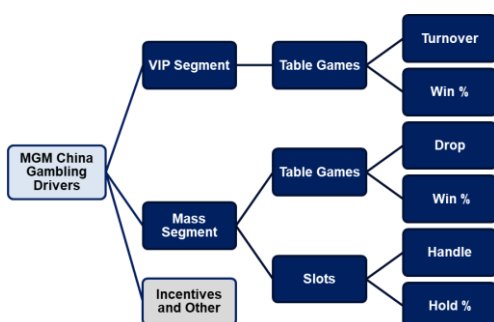 MGM China
Gambling
Drivers
VIP Segment
Table Games
Turnover
Win %
Mass
Segment
Table Games
Drop
Win %
Slots
Handle
Hold %
Incentives
and Other